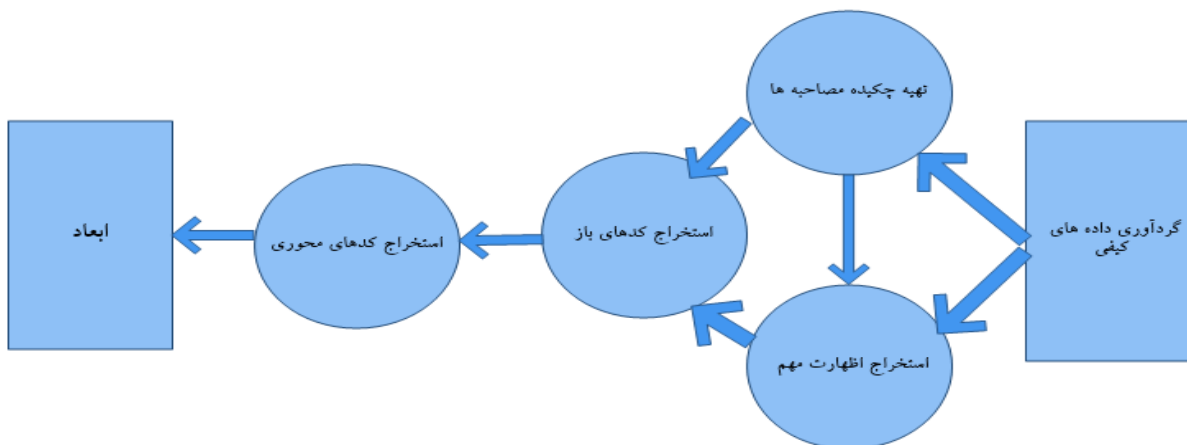 گردآوری داده های
کیفی
تهیه چکیده مصاحبه ها
استخراج اظهارت مهم
استخراج کدهای باز
استخراج کدهای محوری
ابعاد